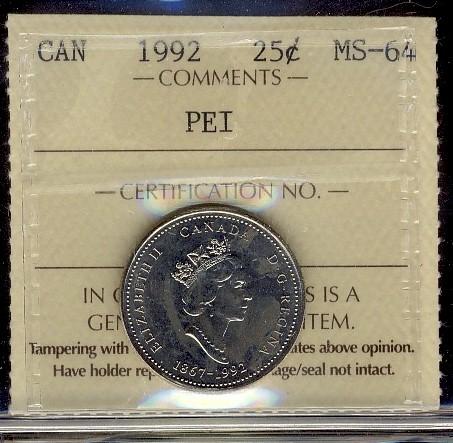 CAN 1992 25¢ MS-64
— COMMENTS —
PEI
— CERTIFICATION NO. —
IN S IS A
GEN ITEM.
Tampering with ates above opinion.
Have holder rep age/seal not intact.
ELIZABETH II CANADA D·G·REGINA
1867-1992